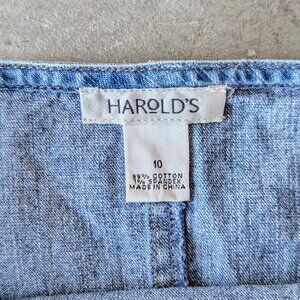 HAROLD'S
10
99% COTTON
1% SPANDEX
MADE IN CHINA